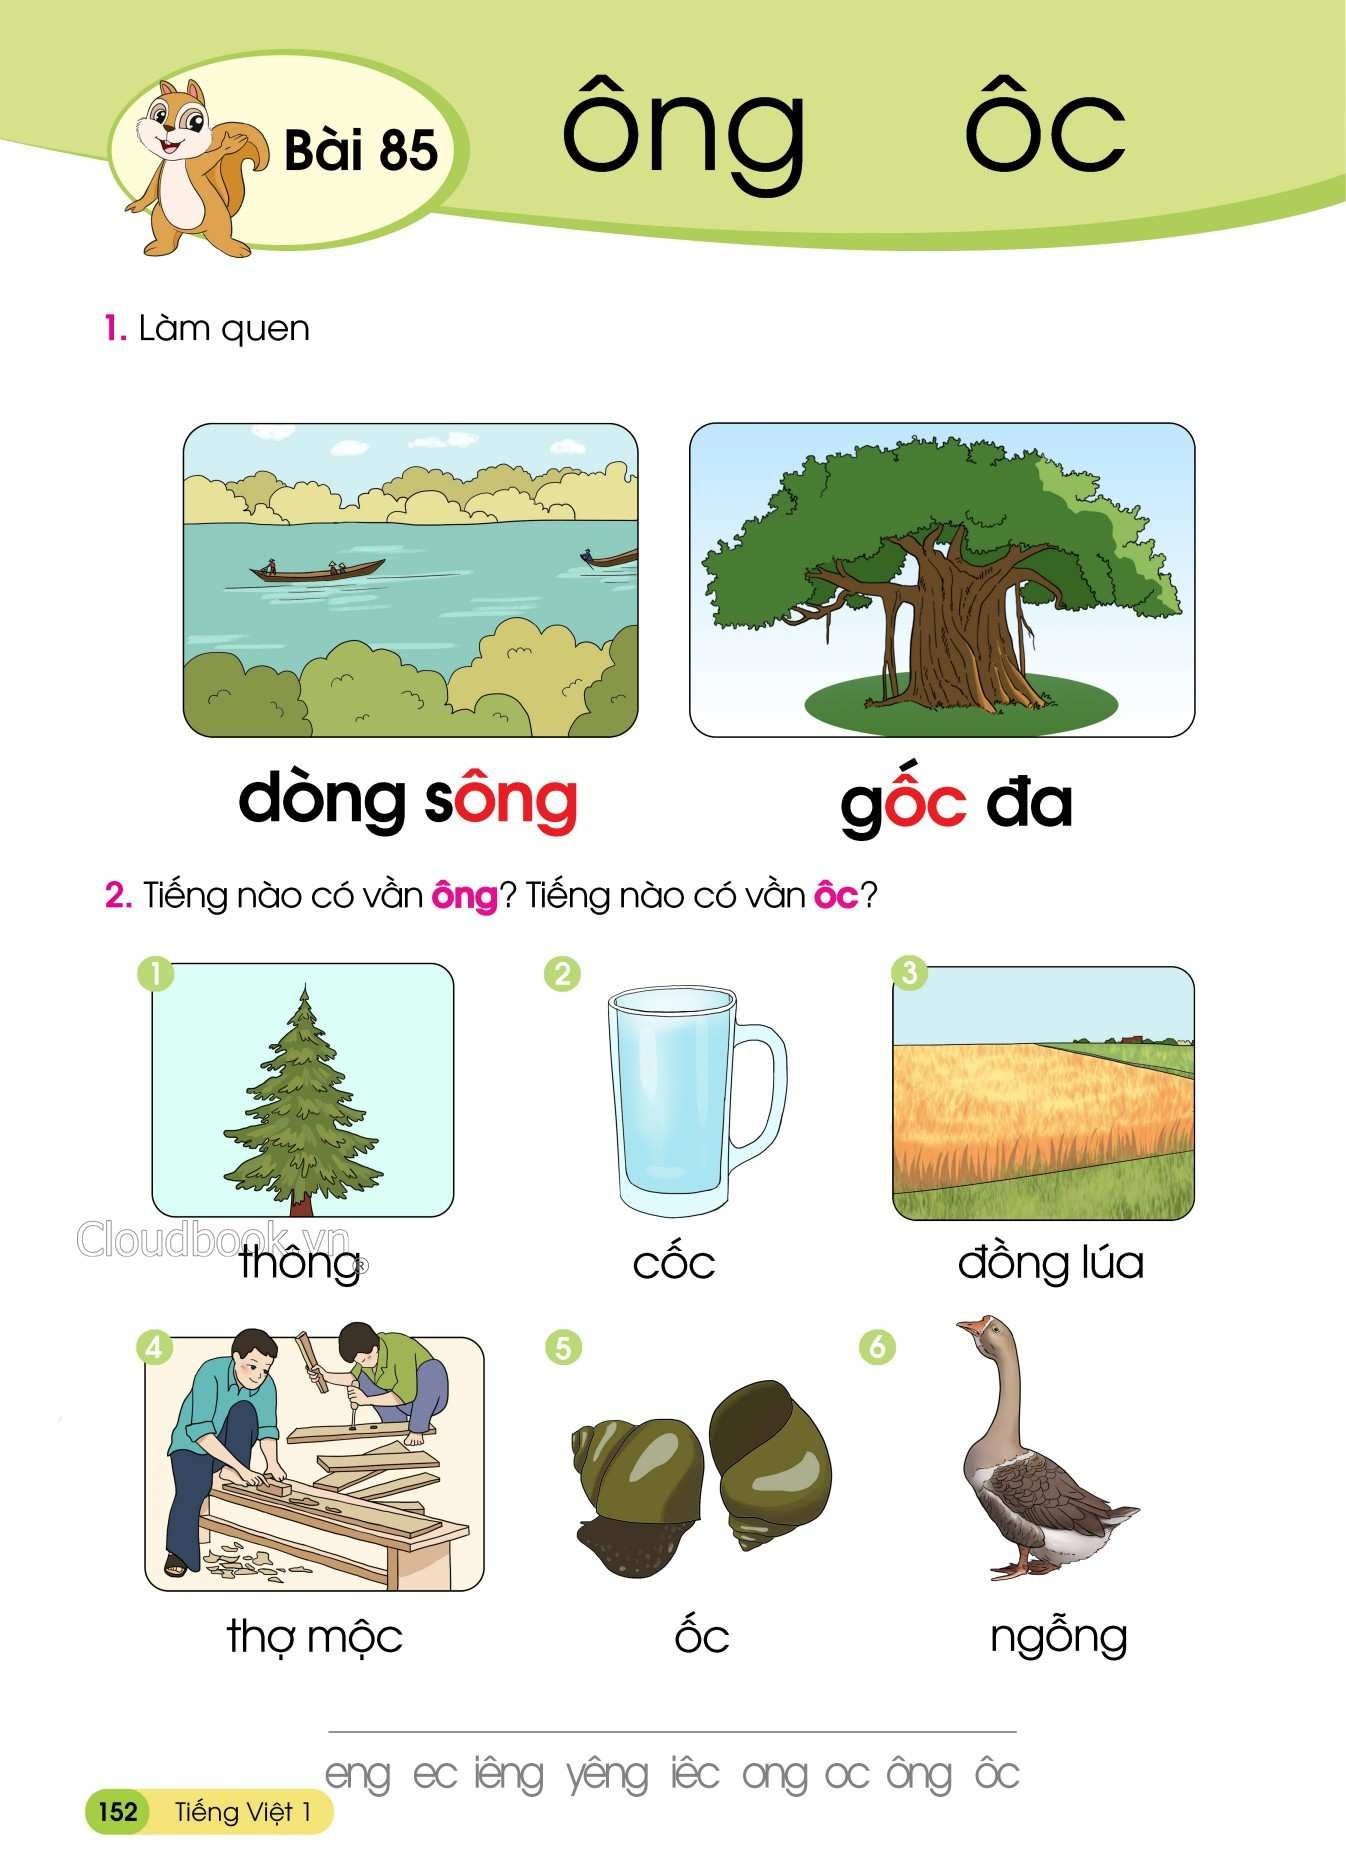 Bài 85
ông ôc
1. Làm quen
dòng sông
gốc đa
2. Tiếng nào có vần ông? Tiếng nào có vần ôc?
1
2
3
Cloudbook.vn®
thông
cốc
đồng lúa
4
5
6
thợ mộc
ốc
ngỗng
eng ec iêng yêng iêc ong oc ông ôc
152 Tiếng Việt 1